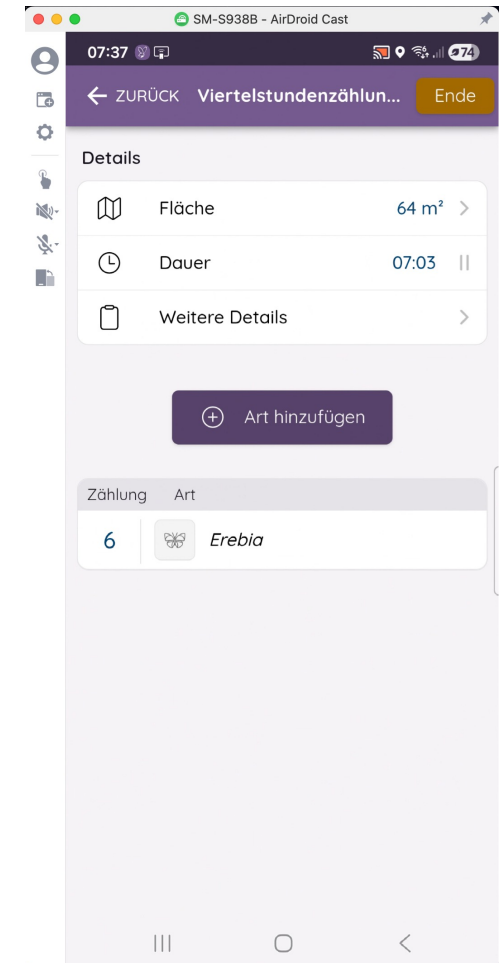 SM-S938B - AirDroid Cast
07:37 74
ZURÜCK Viertelstundenzählun... Ende
Details
Fläche 64 m²
Dauer 07:03
Weitere Details
Art hinzufügen
Zählung Art
6 Erebia